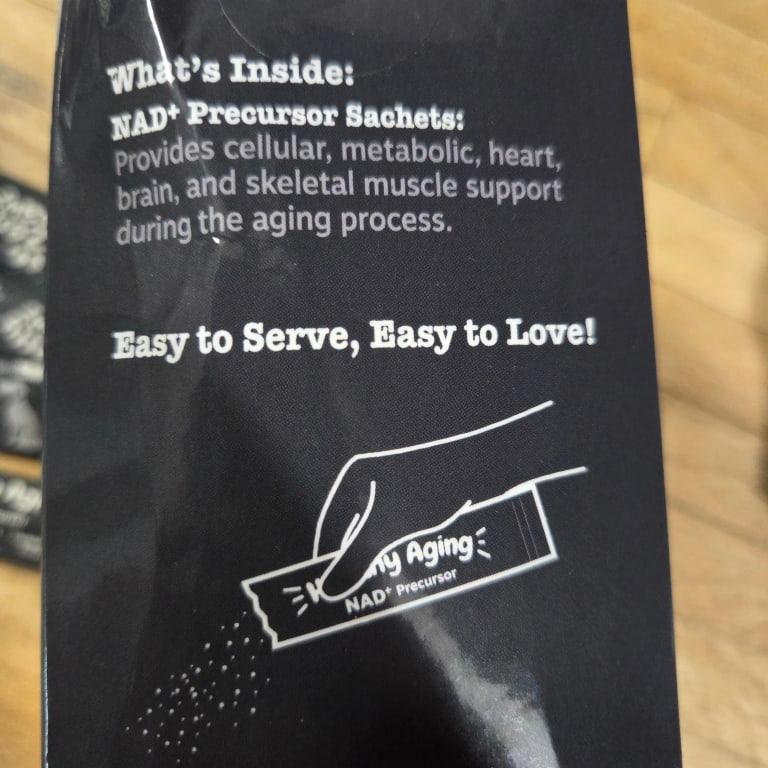 What's Inside:
NAD+ Precursor Sachets:
Provides cellular, metabolic, heart,
brain, and skeletal muscle support
during the aging process.
Easy to Serve, Easy to Love!
Aging
NAD+ Precursor